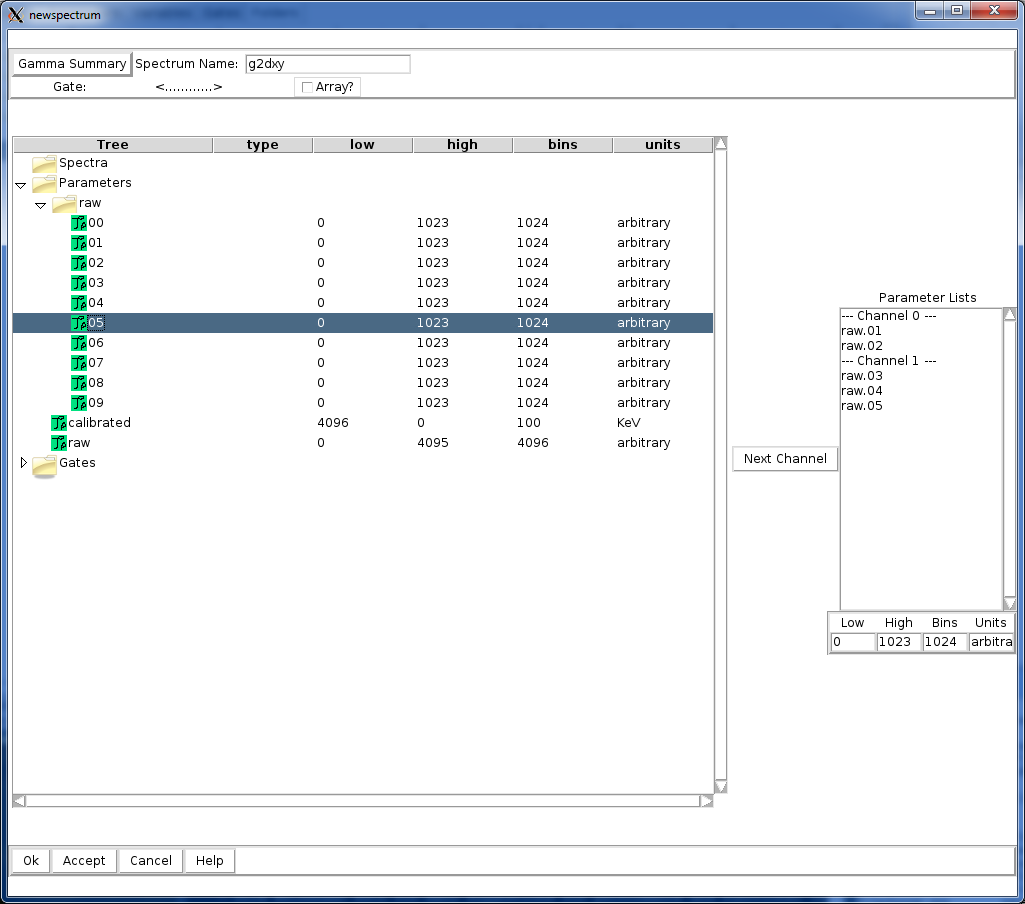 newspectrum
Gamma Summary Spectrum Name: g2dxy
Gate: <............> Array?
Tree type low high bins units
Spectra
Parameters
raw
00 0 1023 1024 arbitrary
01 0 1023 1024 arbitrary
02 0 1023 1024 arbitrary
03 0 1023 1024 arbitrary
04 0 1023 1024 arbitrary
05 0 1023 1024 arbitrary
06 0 1023 1024 arbitrary
07 0 1023 1024 arbitrary
08 0 1023 1024 arbitrary
09 0 1023 1024 arbitrary
calibrated 4096 0 100 KeV
raw 0 4095 4096 arbitrary
Gates
Next Channel
Parameter Lists
--- Channel 0 ---
raw.01
raw.02
--- Channel 1 ---
raw.03
raw.04
raw.05
Low High Bins Units
0 1023 1024 arbitra
Ok Accept Cancel Help